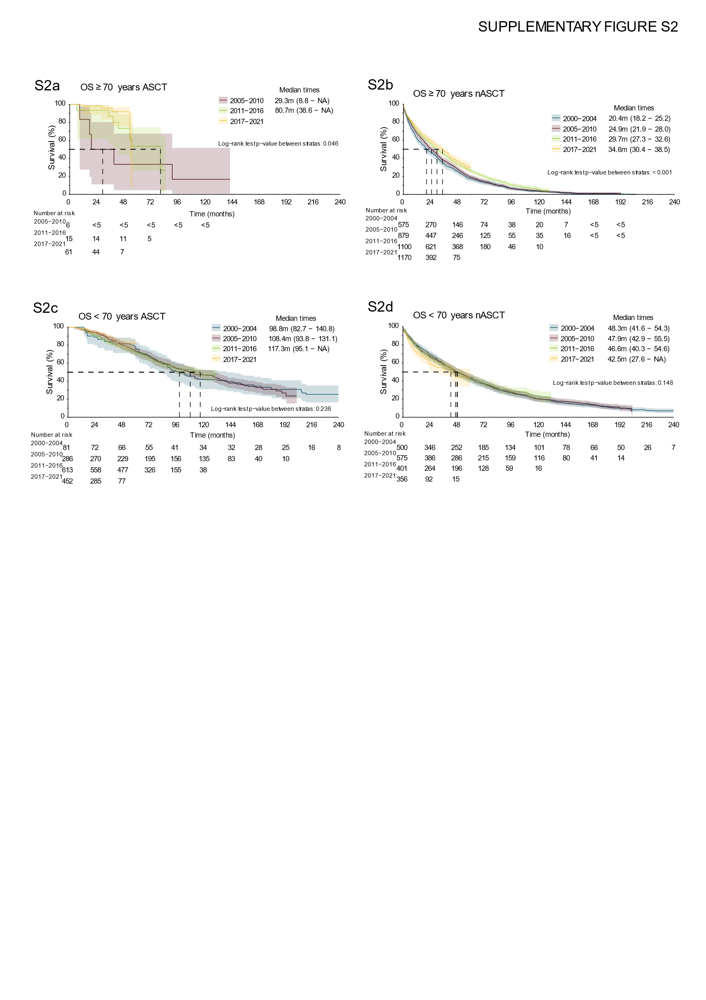 SUPPLEMENTARY FIGURE S2
S2a
OS ≥ 70 years ASCT
Median times
2005−2010 29.3m (8.8 − NA)
2011−2016 80.7m (38.6 − NA)
2017−2021
Log−rank test p−value between stratas: 0.046
Survival (%)
100
80
60
40
20
0
0 24 48 72 96 120 144 168 192 216 240
Time (months)
Number at risk
2005−2010 6 <5 <5 <5 <5 <5
2011−2016 15 14 11 5
2017−2021 61 44 7
S2b
OS ≥ 70 years nASCT
Median times
2000−2004 20.4m (18.2 − 25.2)
2005−2010 24.9m (21.9 − 28.0)
2011−2016 29.7m (27.3 − 32.6)
2017−2021 34.6m (30.4 − 38.5)
Log−rank test p−value between stratas: < 0.001
Survival (%)
100
80
60
40
20
0
0 24 48 72 96 120 144 168 192 216 240
Time (months)
Number at risk
2000−2004 575 270 146 74 38 20 7 <5 <5
2005−2010 879 447 246 125 55 35 16 <5 <5
2011−2016 1100 621 368 180 46 10
2017−2021 1170 392 75
S2c
OS < 70 years ASCT
Median times
2000−2004 98.8m (82.7 − 140.8)
2005−2010 108.4m (93.8 − 131.1)
2011−2016 117.3m (95.1 − NA)
2017−2021
Log−rank test p−value between stratas: 0.236
Survival (%)
100
80
60
40
20
0
0 24 48 72 96 120 144 168 192 216 240
Time (months)
Number at risk
2000−2004 81 72 66 55 41 34 32 28 25 16 8
2005−2010 286 270 229 195 156 135 83 40 10
2011−2016 613 558 477 326 155 38
2017−2021 452 285 77
S2d
OS < 70 years nASCT
Median times
2000−2004 48.3m (41.6 − 54.3)
2005−2010 47.9m (42.9 − 55.5)
2011−2016 46.6m (40.3 − 54.6)
2017−2021 42.5m (27.6 − NA)
Log−rank test p−value between stratas: 0.148
Survival (%)
100
80
60
40
20
0
0 24 48 72 96 120 144 168 192 216 240
Time (months)
Number at risk
2000−2004 500 346 252 185 134 101 78 66 50 26 7
2005−2010 575 386 286 215 159 116 80 41 14
2011−2016 401 264 196 128 59 16
2017−2021 356 92 15